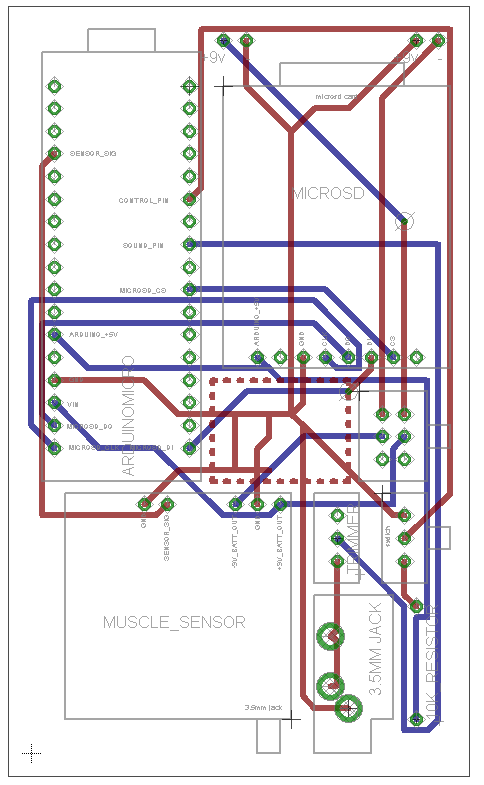 +9V
9V
-
microsd card
SENSOR_SIG
MICROSD
CONTROL_PIN
SOUND_PIN
MICROSD_CS
ARDUINO_+5V
ARDUINO_+5V
GND
CS
VIN
MICROSD_DO
MICROSD_DI
ARDUINOMICRO
GND
SENSOR_SIG
-9V_BATT_OUT
GND
+9V_BATT_OUT
TRIMMER
switch
MUSCLE_SENSOR
3.5MM JACK
10K_RESISTOR
3.5mm jack